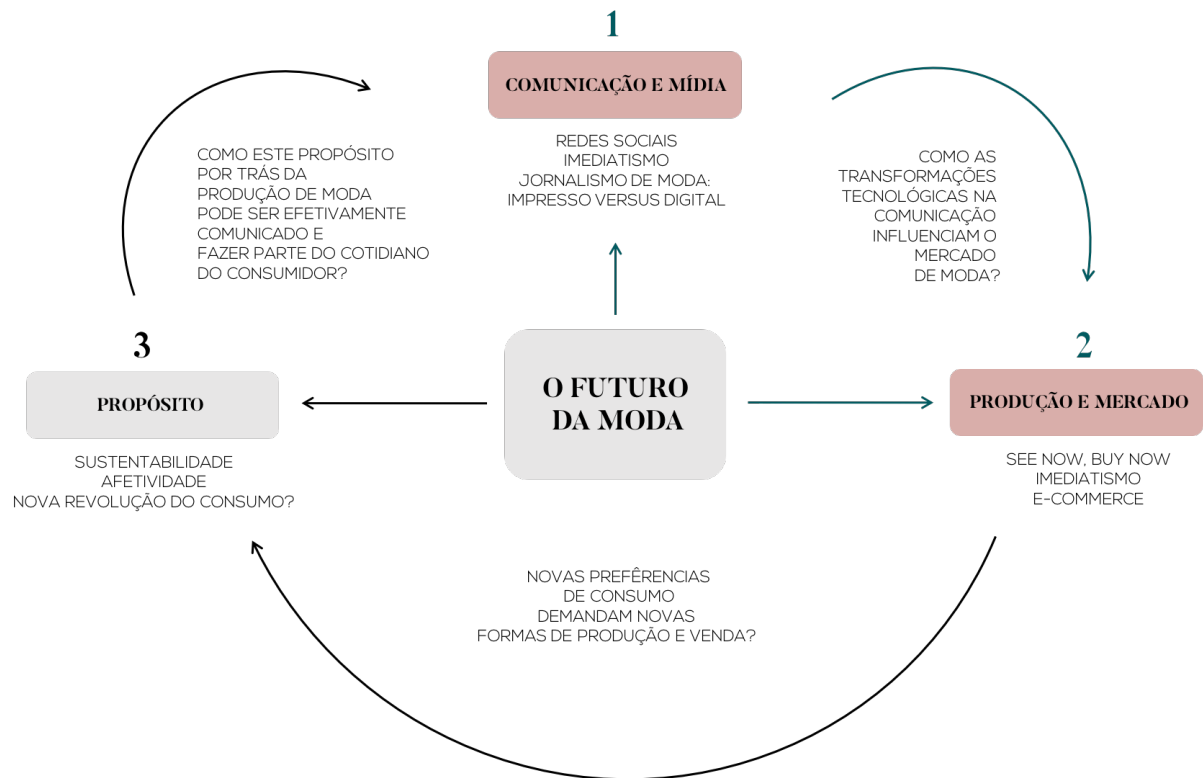 1
COMUNICAÇÃO E MÍDIA
REDES SOCIAIS
IMEDIATISMO
JORNALISMO DE MODA:
IMPRESSO VERSUS DIGITAL
COMO ESTE PROPÓSITO
POR TRÁS DA
PRODUÇÃO DE MODA
PODE SER EFETIVAMENTE
COMUNICADO E
FAZER PARTE DO COTIDIANO
DO CONSUMIDOR?
COMO AS
TRANSFORMAÇÕES
TECNOLÓGICAS NA
COMUNICAÇÃO
INFLUENCIAM O
MERCADO
DE MODA?
3
PROPÓSITO
SUSTENTABILIDADE
AFETIVIDADE
NOVA REVOLUÇÃO DO CONSUMO?
O FUTURO
DA MODA
2
PRODUÇÃO E MERCADO
SEE NOW, BUY NOW
IMEDIATISMO
E-COMMERCE
NOVAS PREFÊRENCIAS
DE CONSUMO
DEMANDAM NOVAS
FORMAS DE PRODUÇÃO E VENDA?